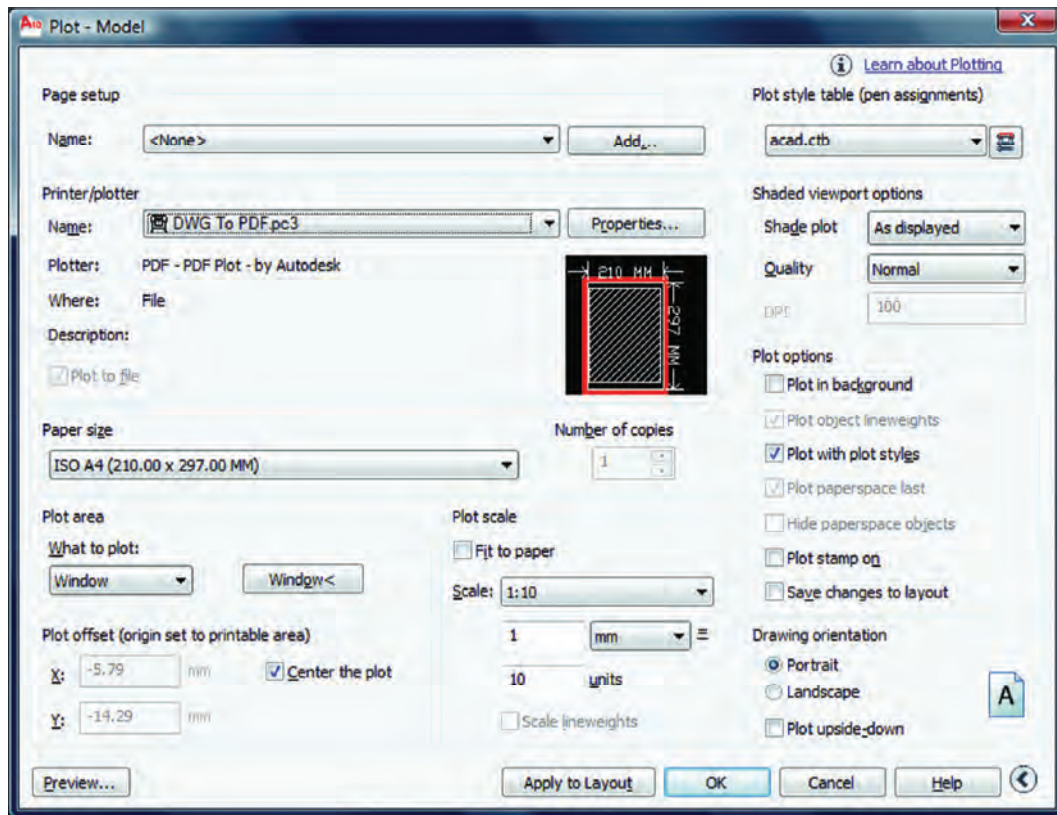 Plot - Model
Learn about Plotting
Page setup
Name: <None> Add...
Printer/plotter
Name: DWG To PDF.pc3 Properties...
Plotter: PDF - PDF Plot - by Autodesk
Where: File
Description:
Plot to file
210 MM
297 MM
Paper size
ISO A4 (210.00 x 297.00 MM)
Number of copies
1
Plot area
What to plot:
Window Window<
Plot offset (origin set to printable area)
X: -5.79 mm Center the plot
Y: -14.29 mm
Plot scale
Fit to paper
Scale: 1:10
1 mm =
10 units
Scale lineweights
Plot style table (pen assignments)
acad.ctb
Shaded viewport options
Shade plot As displayed
Quality Normal
DPI 100
Plot options
Plot in background
Plot object lineweights
Plot with plot styles
Plot paperspace last
Hide paperspace objects
Plot stamp on
Save changes to layout
Drawing orientation
Portrait
Landscape
A
Plot upside-down
Preview... Apply to Layout OK Cancel Help